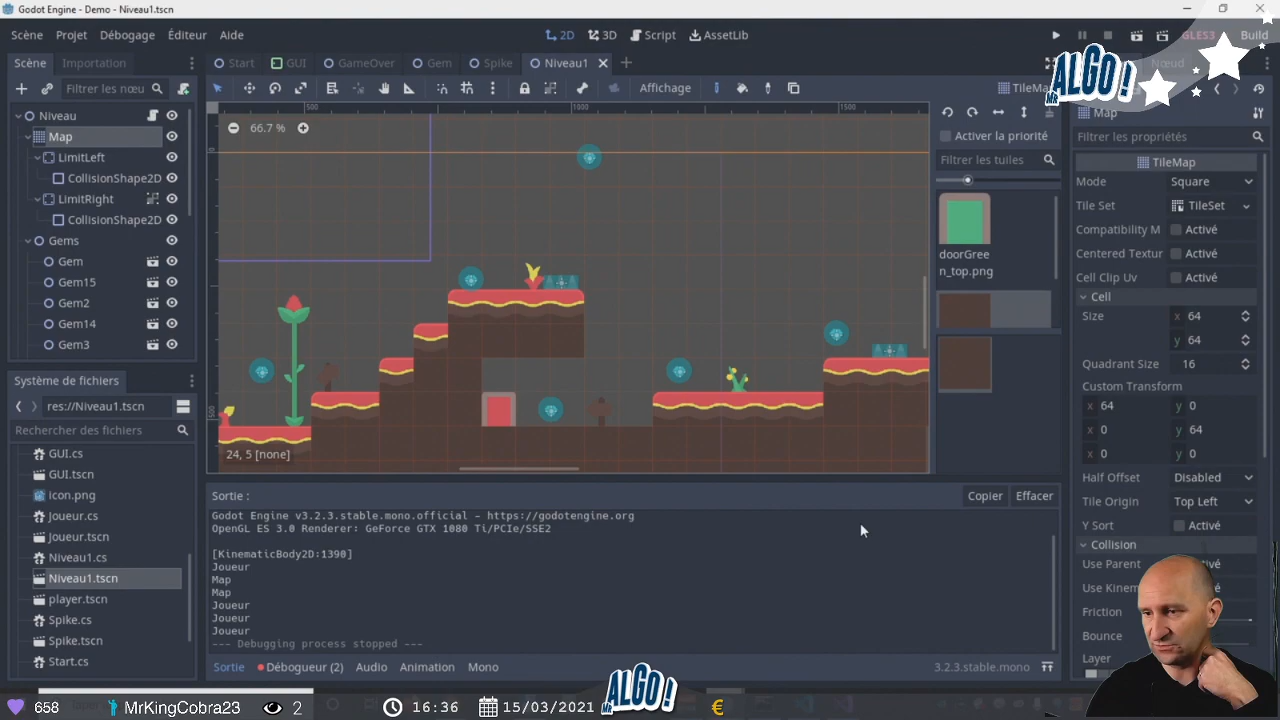 Godot Engine - Demo - Niveau1.tscn
Scène Projet Débogage Éditeur Aide
2D 3D Script AssetLib
GLES3 Build
Scène Importation
Start GUI GameOver Gem Spike Niveau1
Nœud
Filtrer les nœu
Affichage
TileMa
MR ALGO !
Niveau
Map
LimitLeft
CollisionShape2D
LimitRight
CollisionShape2D
Gems
Gem
Gem15
Gem2
Gem14
Gem3
500 1000 1500
66.7 %
0
500
24, 5 [none]
Activer la priorité
Filtrer les tuiles
doorGree
n_top.png
Map
Filtrer les propriétés
TileMap
Mode Square
Tile Set TileSet
Compatibility M Activé
Centered Textur Activé
Cell Clip Uv Activé
Cell
Size x 64
y 64
Quadrant Size 16
Custom Transform
x 64 y 0
x 0 y 64
x 0 y 0
Half Offset Disabled
Tile Origin Top Left
Y Sort Activé
Collision
Use Parent
Use Kinem
Friction
Bounce
Layer
Système de fichiers
res://Niveau1.tscn
Rechercher des fichiers
GUI.cs
GUI.tscn
icon.png
Joueur.cs
Joueur.tscn
Niveau1.cs
Niveau1.tscn
player.tscn
Spike.cs
Spike.tscn
Start.cs
Sortie : Copier Effacer
Godot Engine v3.2.3.stable.mono.official - https://godotengine.org
OpenGL ES 3.0 Renderer: GeForce GTX 1080 Ti/PCIe/SSE2
[KinematicBody2D:1390]
Joueur
Map
Map
Joueur
Joueur
Joueur
--- Debugging process stopped ---
Sortie Débogueur (2) Audio Animation Mono 3.2.3.stable.mono
658 MrKingCobra23 2 16:36 15/03/2021 MR ALGO ! €